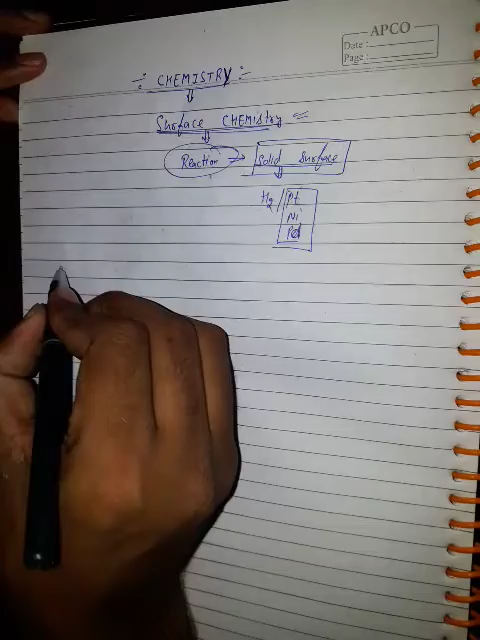 APCO
Date :
Page :
-: CHEMISTRY :-
⇓
Surface CHEMIStry =
⇓
Reaction → Solid Surface
⇓
H2 / Pt
Ni
Pd